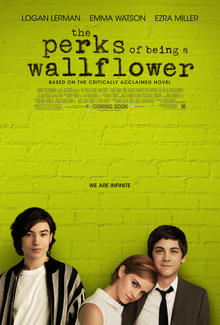 LOGAN LERMAN EMMA WATSON EZRA MILLER
the
perks of being a
wallflower
BASED ON THE CRITICALLY ACCLAIMED NOVEL
COMING SOON
WE ARE INFINITE